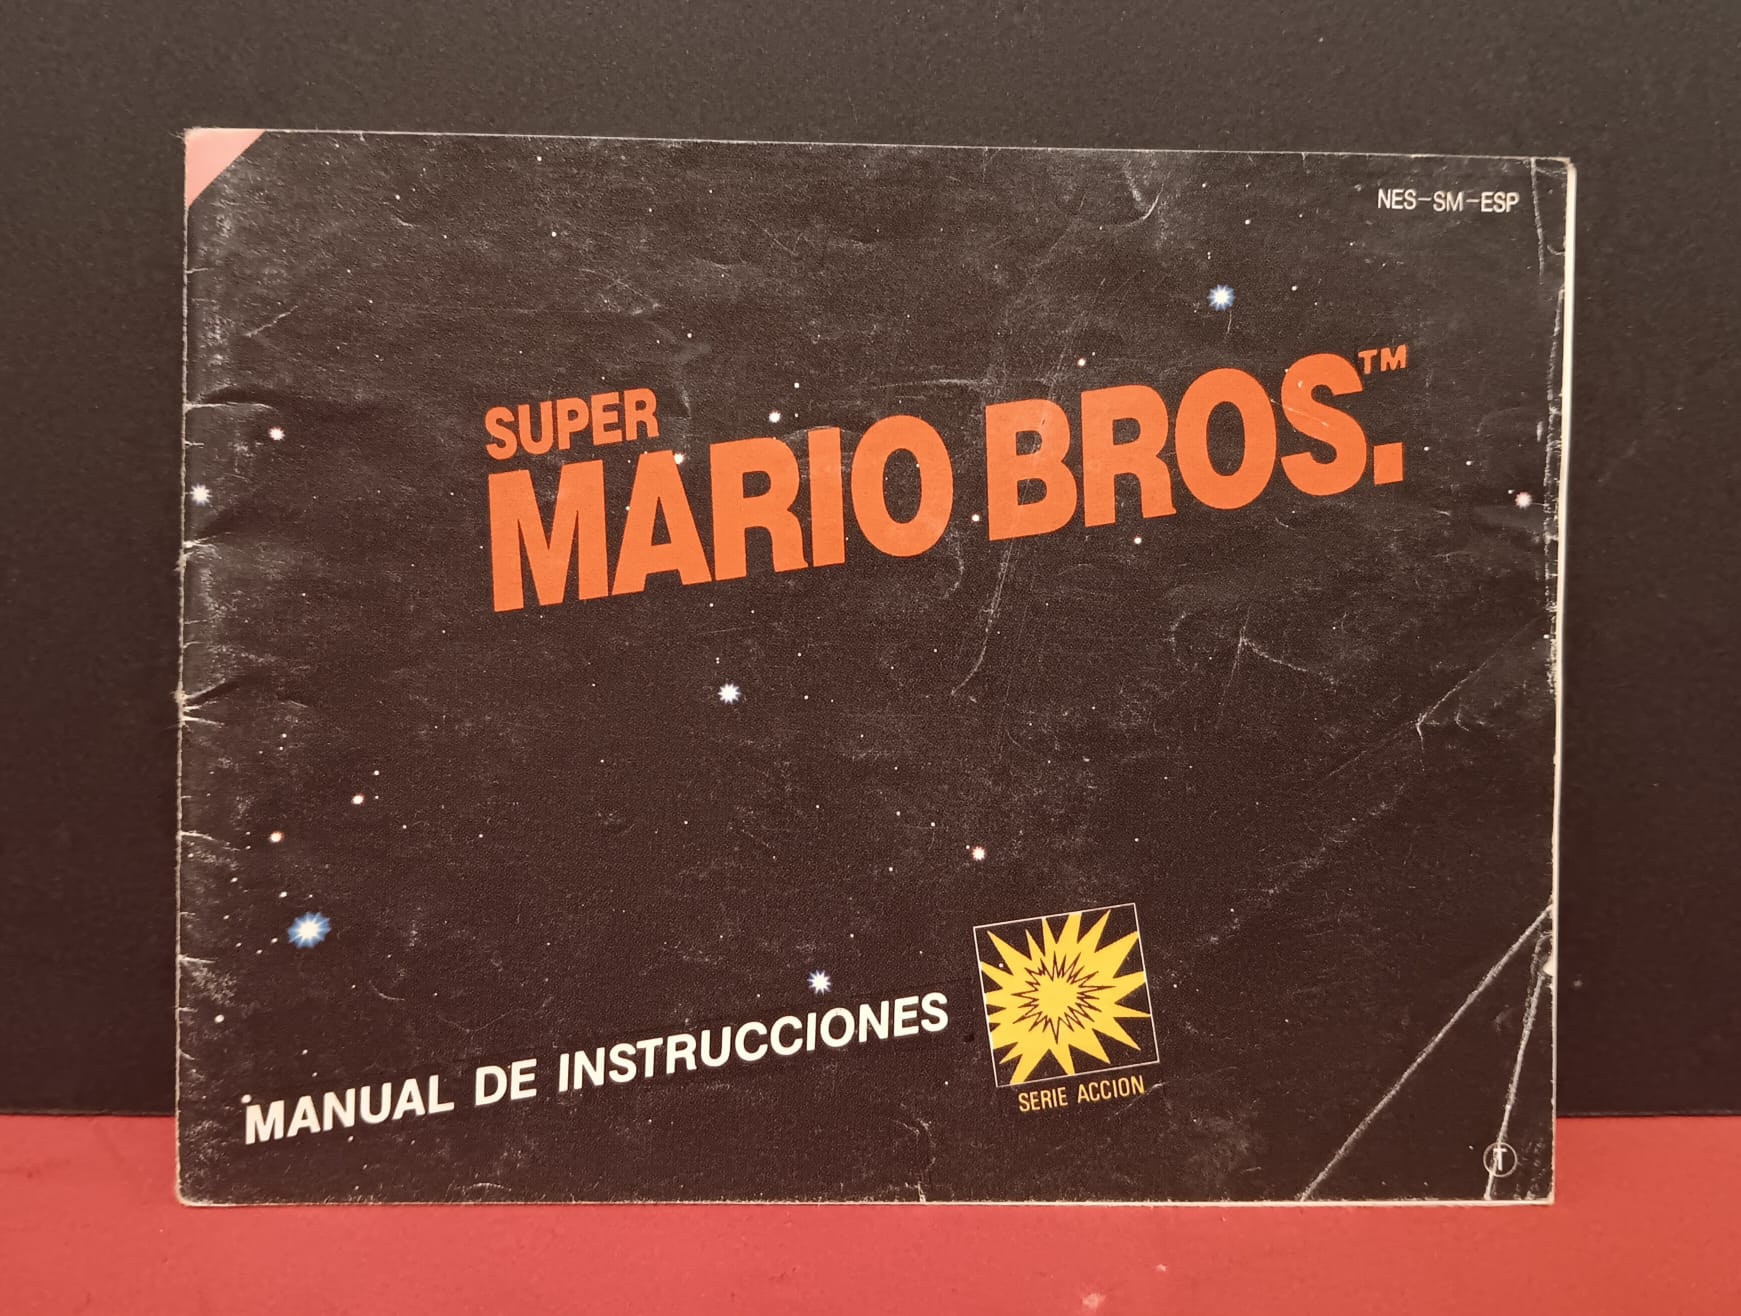 NES-SM-ESP
SUPER
MARIO BROS.™
MANUAL DE INSTRUCCIONES
SERIE ACCION
T